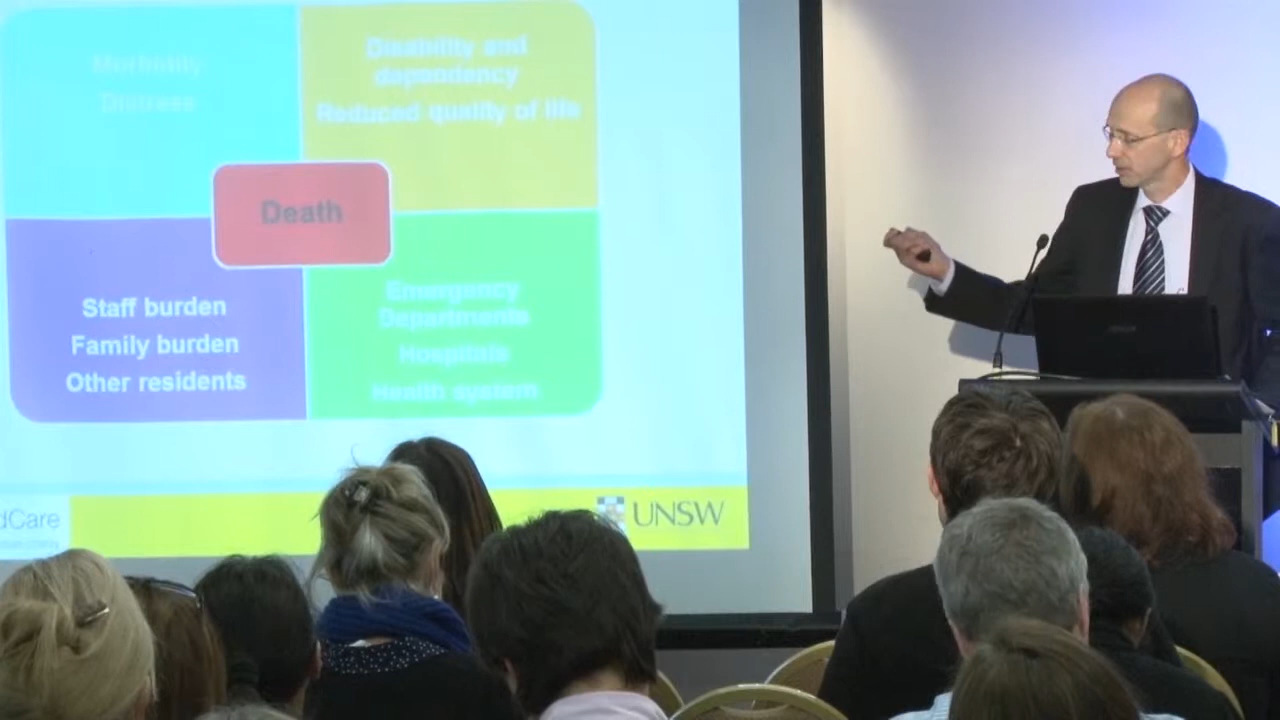 Morbidity
Distress
Disability and
dependency
Reduced quality of life
Death
Staff burden
Family burden
Other residents
Emergency
Departments
Hospitals
Health system
dCare
UNSW